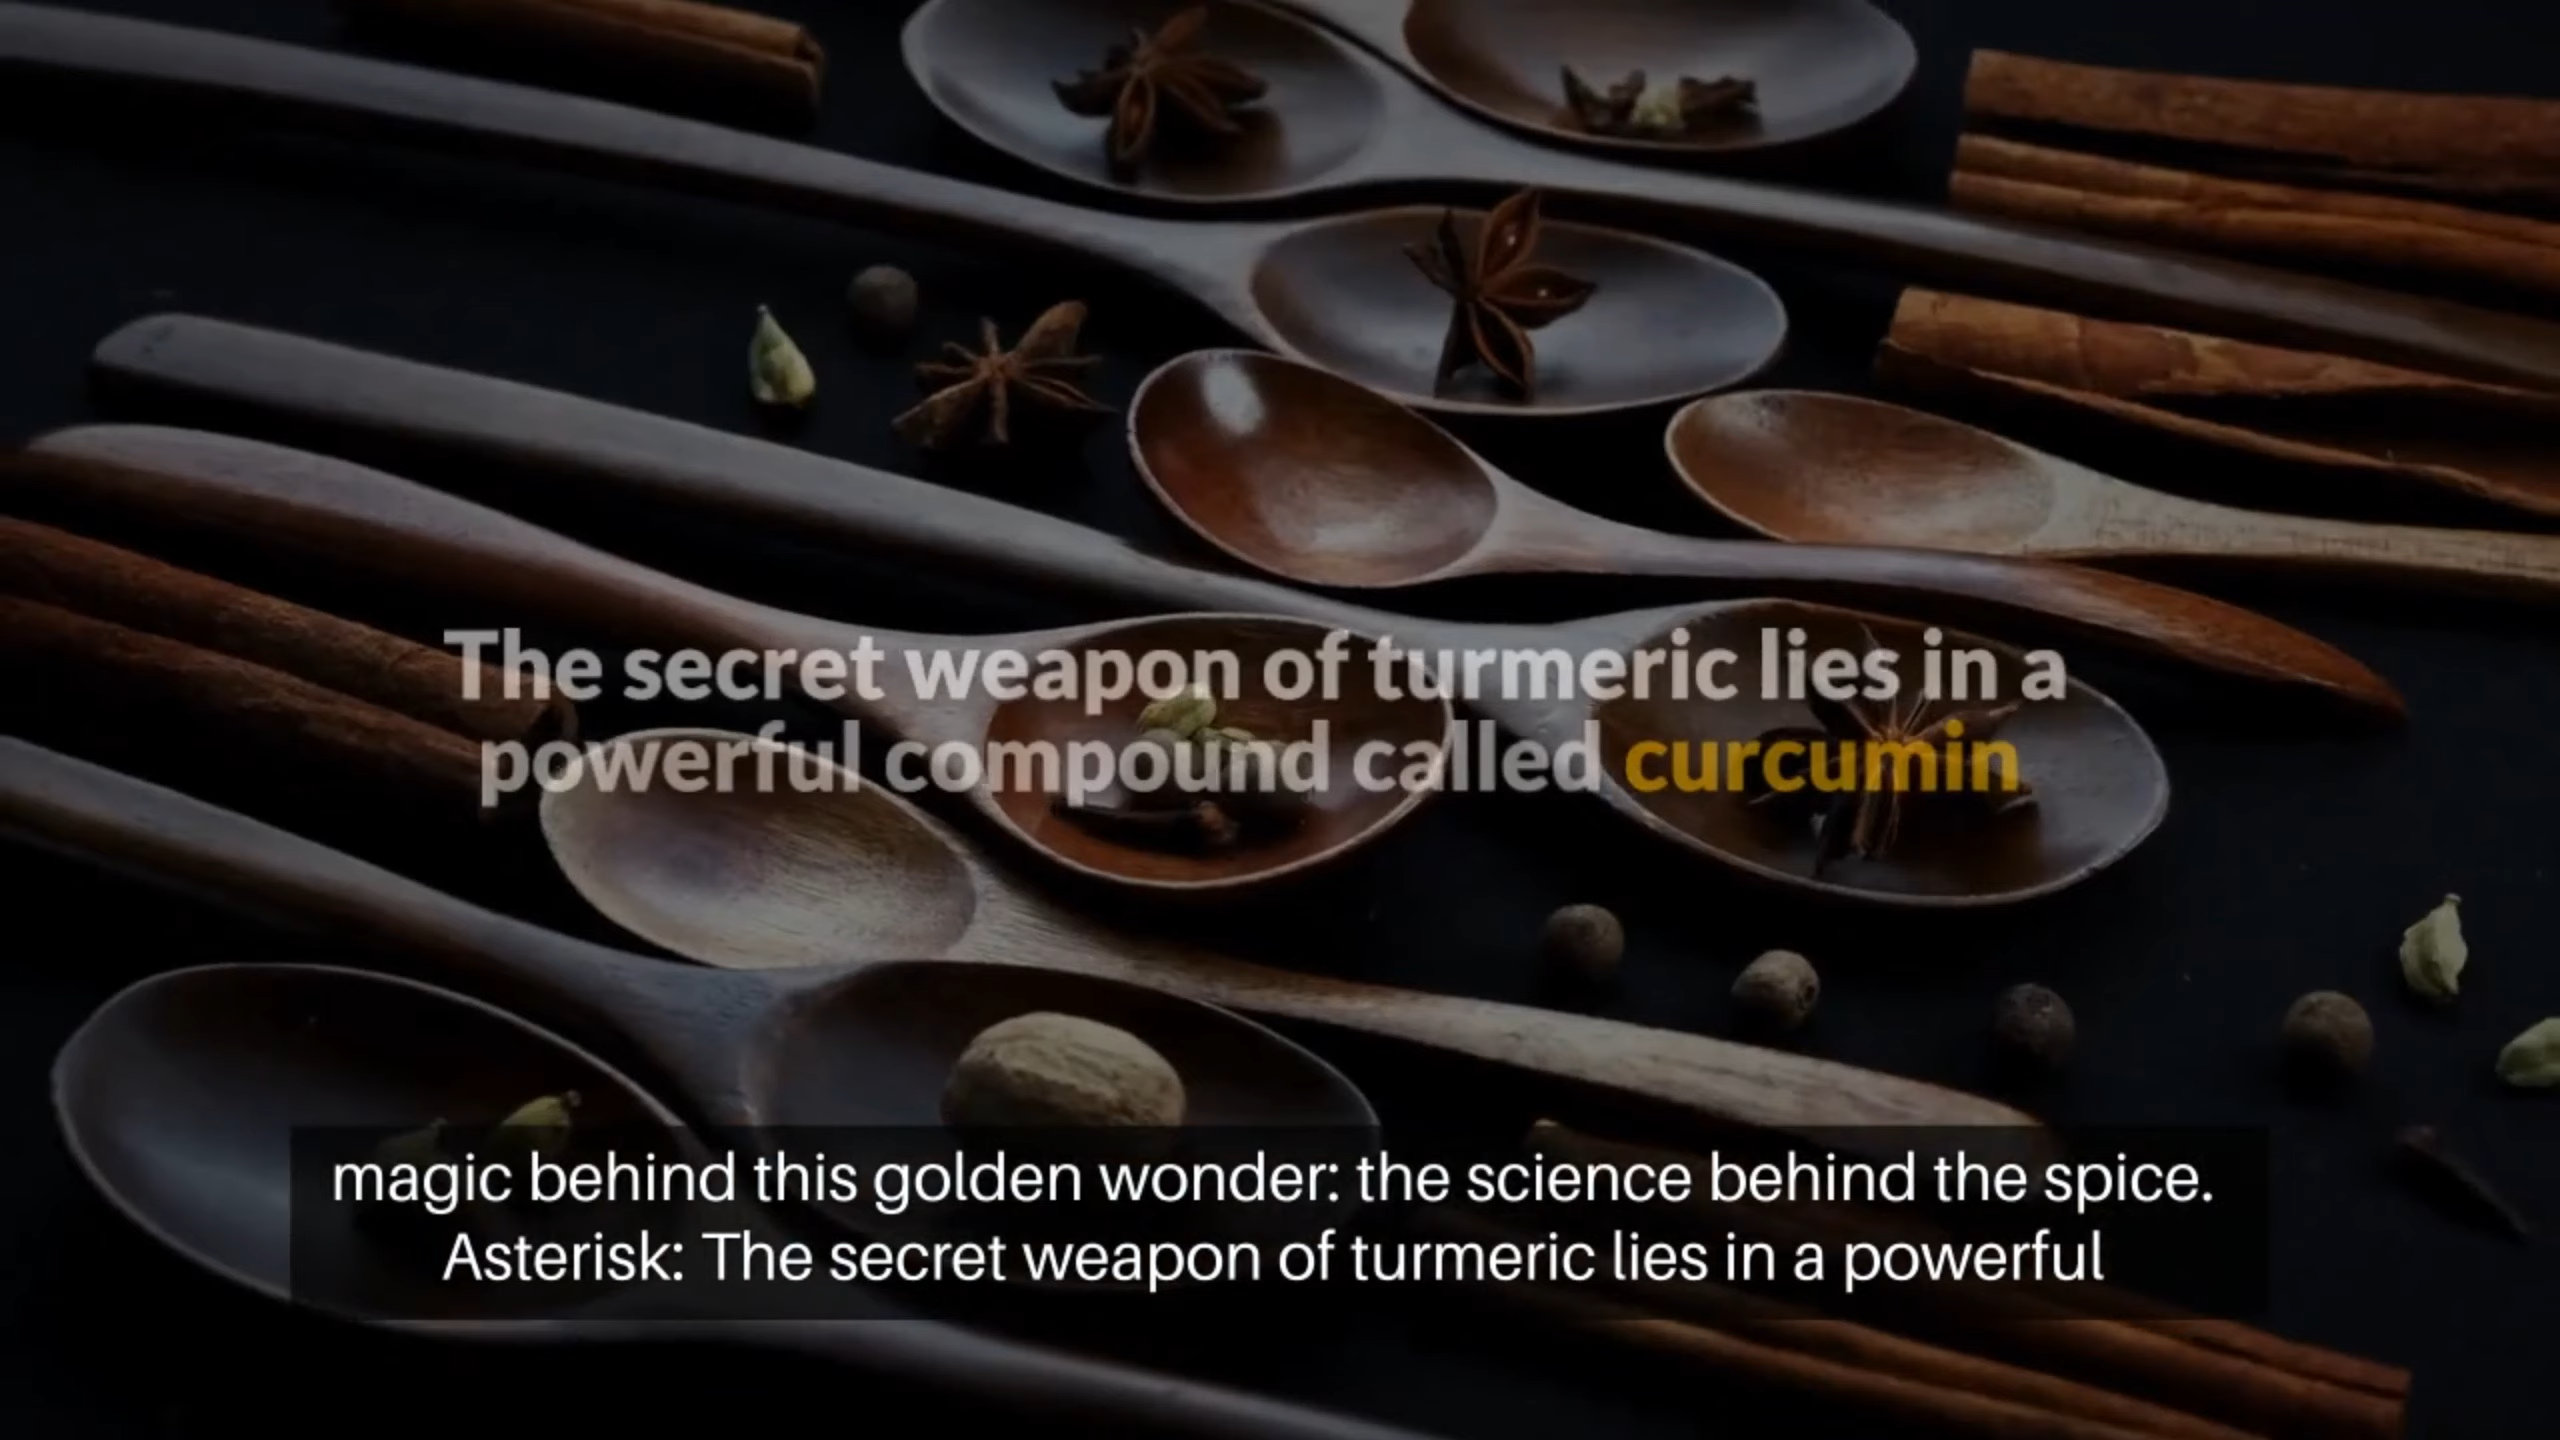 The secret weapon of turmeric lies in a
powerful compound called curcumin
magic behind this golden wonder: the science behind the spice.
Asterisk: The secret weapon of turmeric lies in a powerful